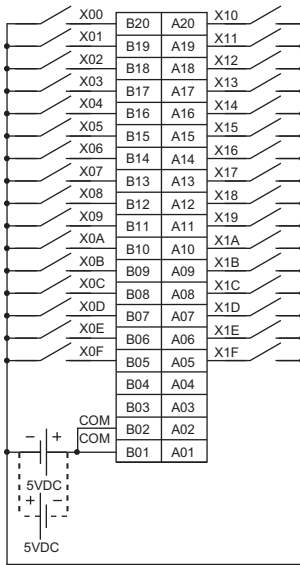 X00 B20 A20 X10
X01 B19 A19 X11
X02 B18 A18 X12
X03 B17 A17 X13
X04 B16 A16 X14
X05 B15 A15 X15
X06 B14 A14 X16
X07 B13 A13 X17
X08 B12 A12 X18
X09 B11 A11 X19
X0A B10 A10 X1A
X0B B09 A09 X1B
X0C B08 A08 X1C
X0D B07 A07 X1D
X0E B06 A06 X1E
X0F B05 A05 X1F
B04 A04
B03 A03
COM B02 A02
COM B01 A01
− +
5VDC
+ −
5VDC